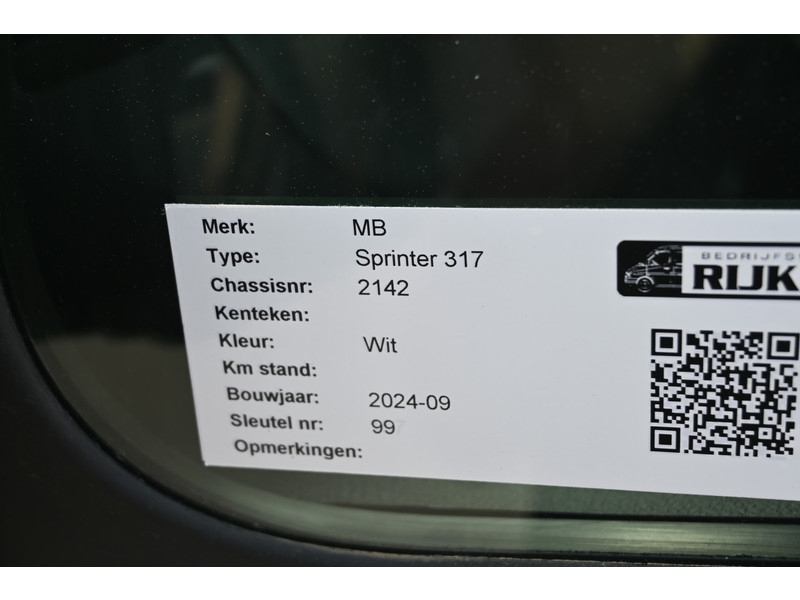 Merk: MB
Type: Sprinter 317
Chassisnr: 2142
Kenteken:
Kleur: Wit
Km stand:
Bouwjaar: 2024-09
Sleutel nr: 99
Opmerkingen:
BEDRIJFSW
RIJK